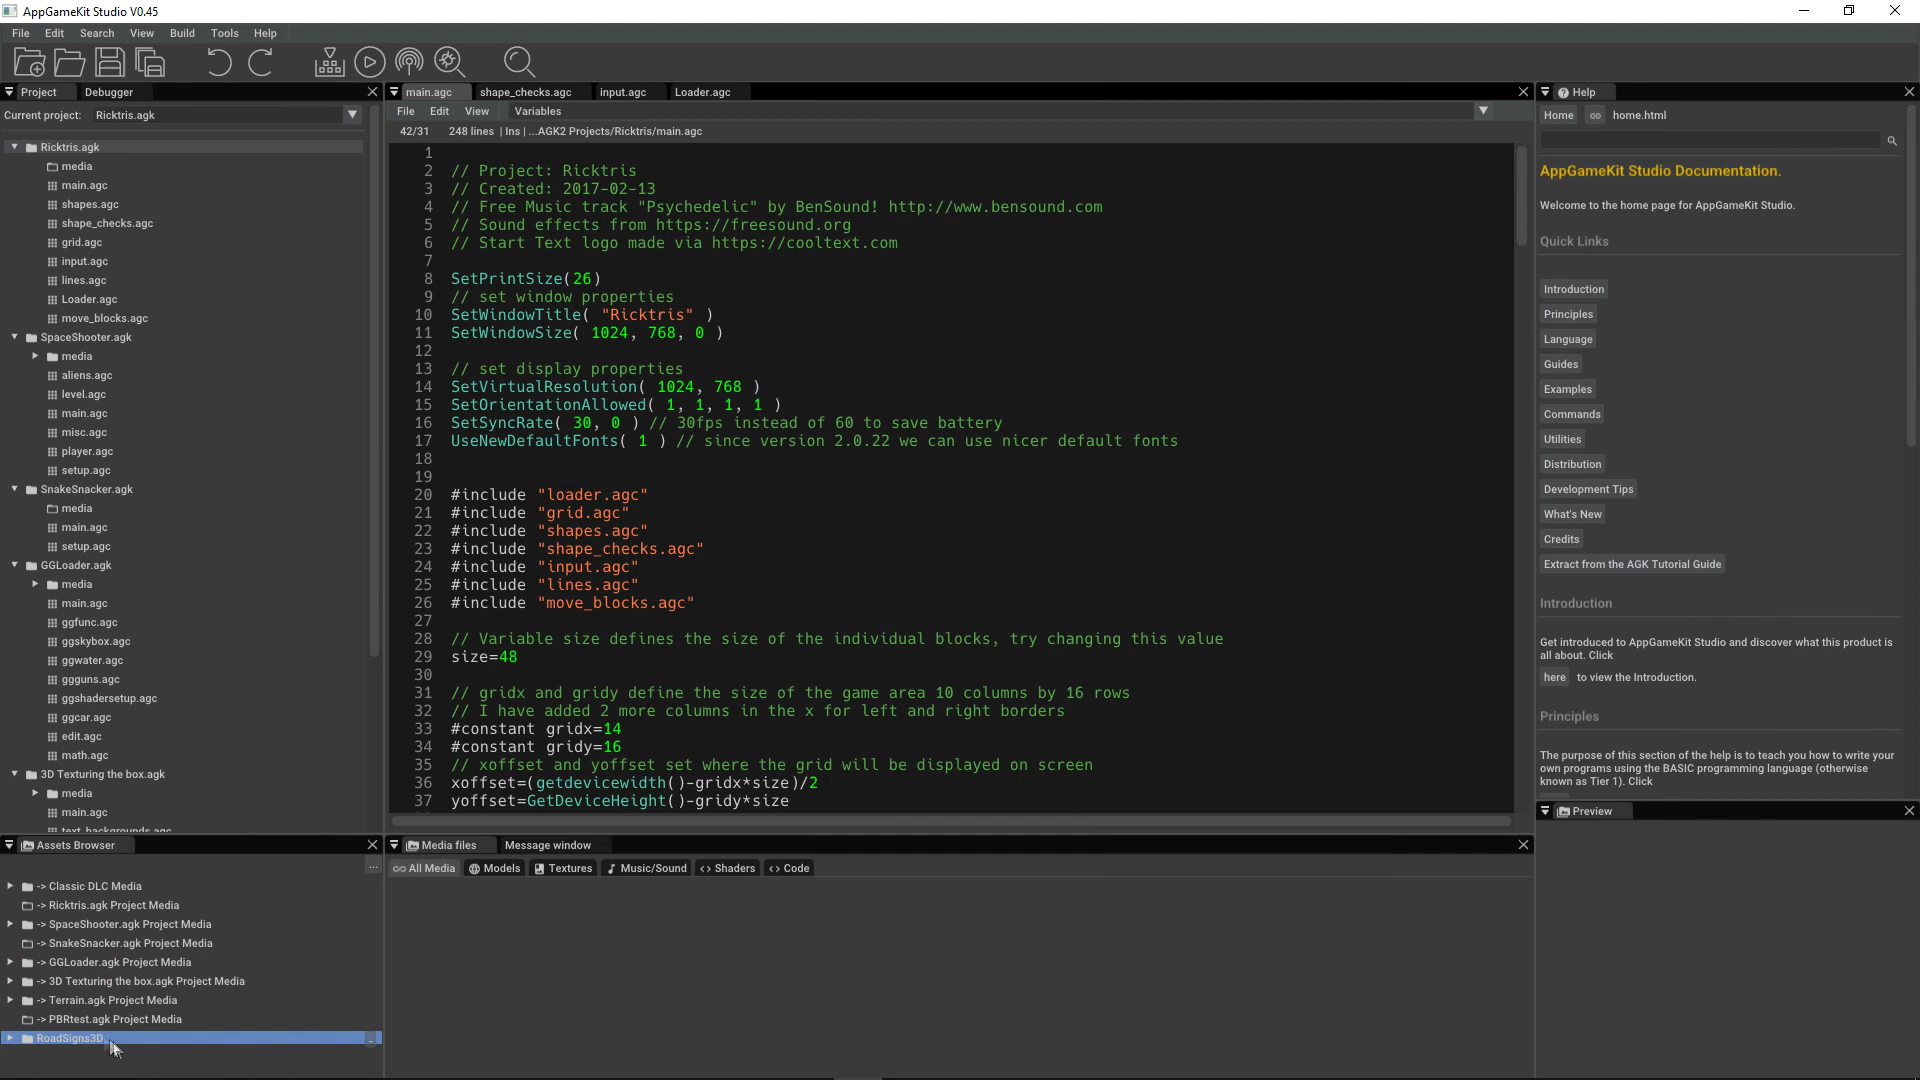 AppGameKit Studio V0.45
File Edit Search View Build Tools Help
Project Debugger
Current project: Ricktris.agk
Ricktris.agk
media
main.agc
shapes.agc
shape_checks.agc
grid.agc
input.agc
lines.agc
Loader.agc
move_blocks.agc
SpaceShooter.agk
media
aliens.agc
level.agc
main.agc
misc.agc
player.agc
setup.agc
SnakeSnacker.agk
media
main.agc
setup.agc
GGLoader.agk
media
main.agc
ggfunc.agc
ggskybox.agc
ggwater.agc
ggguns.agc
ggshadersetup.agc
ggcar.agc
edit.agc
math.agc
3D Texturing the box.agk
media
main.agc
text_backgrounds.agc
main.agc shape_checks.agc input.agc Loader.agc
File Edit View Variables
42/31 248 lines | Ins | ...AGK2 Projects/Ricktris/main.agc
1
2 // Project: Ricktris
3 // Created: 2017-02-13
4 // Free Music track "Psychedelic" by BenSound! http://www.bensound.com
5 // Sound effects from https://freesound.org
6 // Start Text logo made via https://cooltext.com
7
8 SetPrintSize(26)
9 // set window properties
10 SetWindowTitle( "Ricktris" )
11 SetWindowSize( 1024, 768, 0 )
12
13 // set display properties
14 SetVirtualResolution( 1024, 768 )
15 SetOrientationAllowed( 1, 1, 1, 1 )
16 SetSyncRate( 30, 0 ) // 30fps instead of 60 to save battery
17 UseNewDefaultFonts( 1 ) // since version 2.0.22 we can use nicer default fonts
18
19
20 #include "loader.agc"
21 #include "grid.agc"
22 #include "shapes.agc"
23 #include "shape_checks.agc"
24 #include "input.agc"
25 #include "lines.agc"
26 #include "move_blocks.agc"
27
28 // Variable size defines the size of the individual blocks, try changing this value
29 size=48
30
31 // gridx and gridy define the size of the game area 10 columns by 16 rows
32 // I have added 2 more columns in the x for left and right borders
33 #constant gridx=14
34 #constant gridy=16
35 // xoffset and yoffset set where the grid will be displayed on screen
36 xoffset=(getdevicewidth()-gridx*size)/2
37 yoffset=GetDeviceHeight()-gridy*size
Help
Home home.html
AppGameKit Studio Documentation.
Welcome to the home page for AppGameKit Studio.
Quick Links
Introduction
Principles
Language
Guides
Examples
Commands
Utilities
Distribution
Development Tips
What's New
Credits
Extract from the AGK Tutorial Guide
Introduction
Get introduced to AppGameKit Studio and discover what this product is
all about. Click
here to view the Introduction.
Principles
The purpose of this section of the help is to teach you how to write your
own programs using the BASIC programming language (otherwise
known as Tier 1). Click
Preview
Assets Browser
...
-> Classic DLC Media
-> Ricktris.agk Project Media
-> SpaceShooter.agk Project Media
-> SnakeSnacker.agk Project Media
-> GGLoader.agk Project Media
-> 3D Texturing the box.agk Project Media
-> Terrain.agk Project Media
-> PBRtest.agk Project Media
RoadSigns3D
Media files Message window
All Media Models Textures Music/Sound <> Shaders <> Code